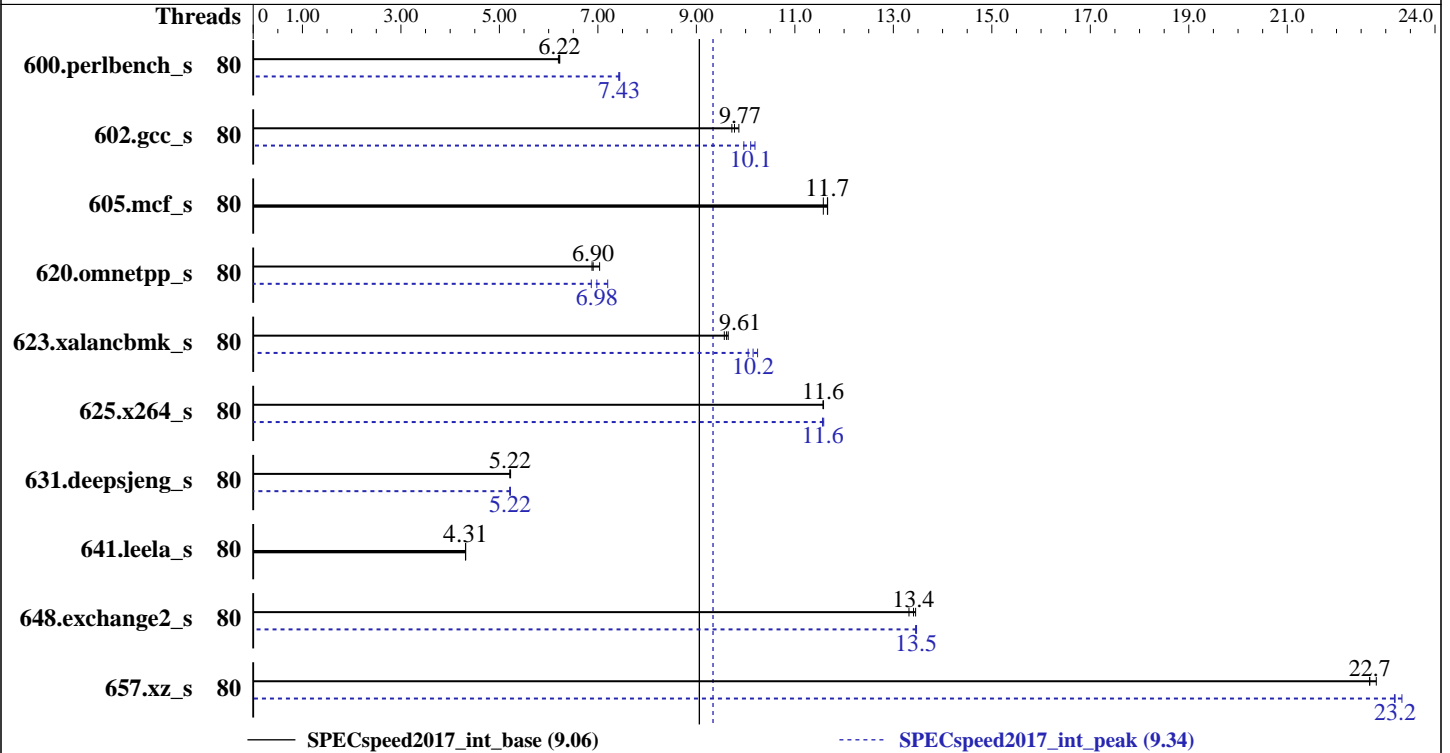 Threads 0 1.00 3.00 5.00 7.00 9.00 11.0 13.0 15.0 17.0 19.0 21.0 24.0
6.22
600.perlbench_s 80
7.43
9.77
602.gcc_s 80
10.1
11.7
605.mcf_s 80
6.90
620.omnetpp_s 80
6.98
9.61
623.xalancbmk_s 80
10.2
11.6
625.x264_s 80
11.6
5.22
631.deepsjeng_s 80
5.22
4.31
641.leela_s 80
13.4
648.exchange2_s 80
13.5
22.7
657.xz_s 80
23.2
SPECspeed2017_int_base (9.06) SPECspeed2017_int_peak (9.34)